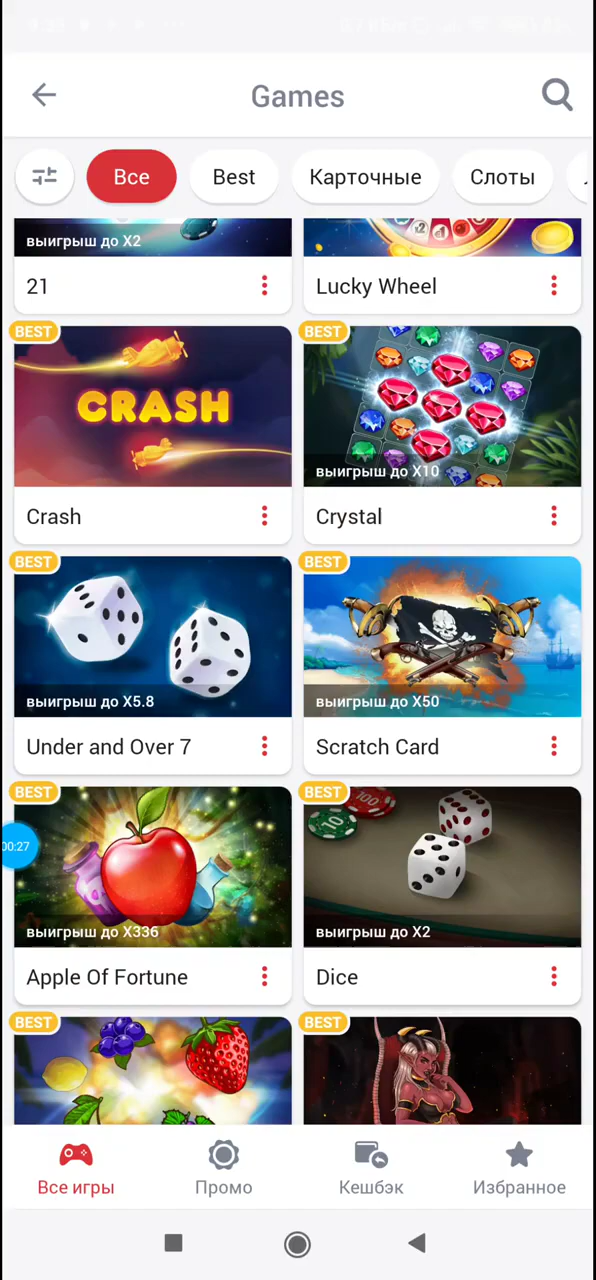 Games
Все
Best
Карточные
Слоты
выигрыш до X2
21
Lucky Wheel
BEST
BEST
CRASH
выигрыш до X10
Crash
Crystal
BEST
BEST
выигрыш до X5.8
выигрыш до X50
Under and Over 7
Scratch Card
BEST
BEST
10
100
00:27
выигрыш до X336
выигрыш до X2
Apple Of Fortune
Dice
BEST
BEST
Все игры
Промо
Кешбэк
Избранное